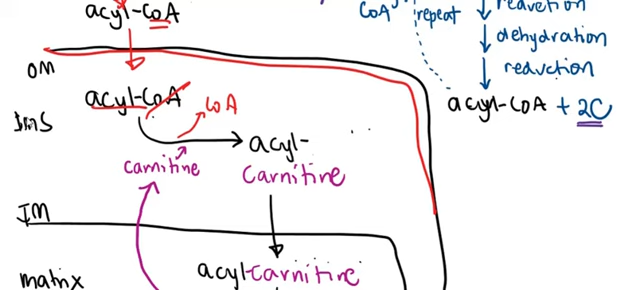 acyl-CoA
OM
acyl-CoA
CoA
IMS
acyl-
carnitine
Carnitine
IM
acyl-carnitine
matrix
CoA
repeat
reduction
dehydration
reduction
acyl-CoA + 2C